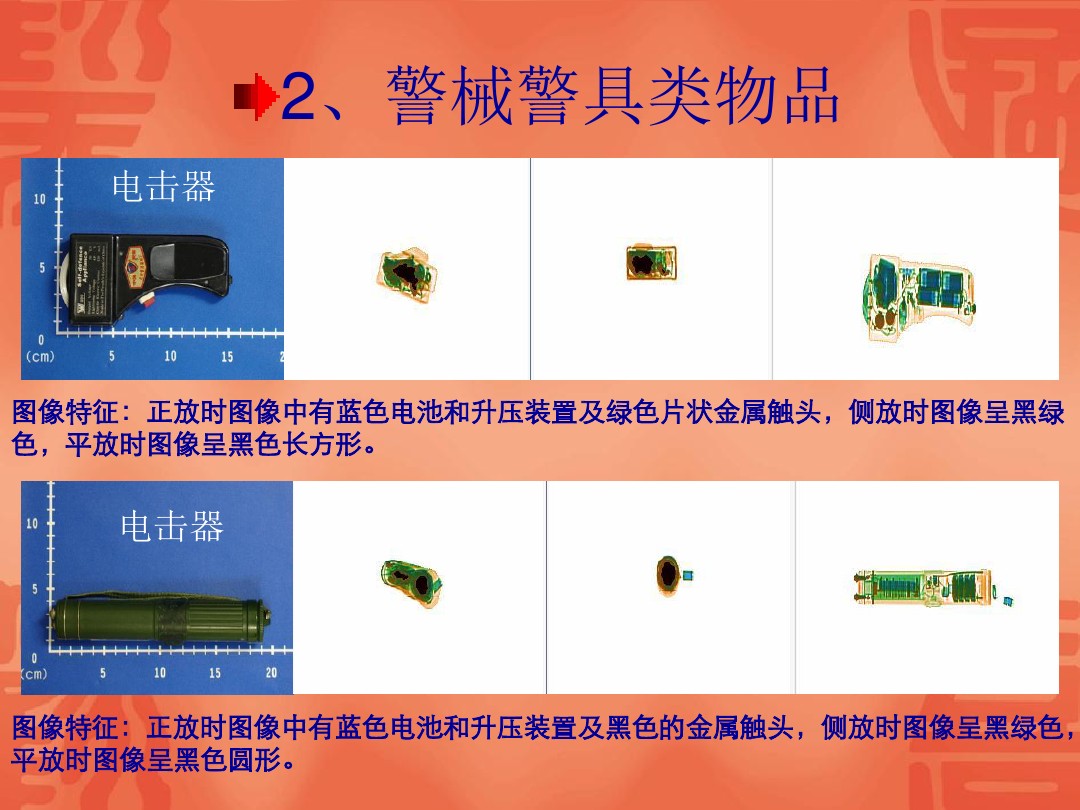 2、警械警具类物品
电击器
10
5
0
(cm)
5
10
15
2
Self-defence
Appliance
图像特征：正放时图像中有蓝色电池和升压装置及绿色片状金属触头，侧放时图像呈黑绿
色，平放时图像呈黑色长方形。
电击器
10
5
0
(cm)
5
10
15
20
图像特征：正放时图像中有蓝色电池和升压装置及黑色的金属触头，侧放时图像呈黑绿色，
平放时图像呈黑色圆形。